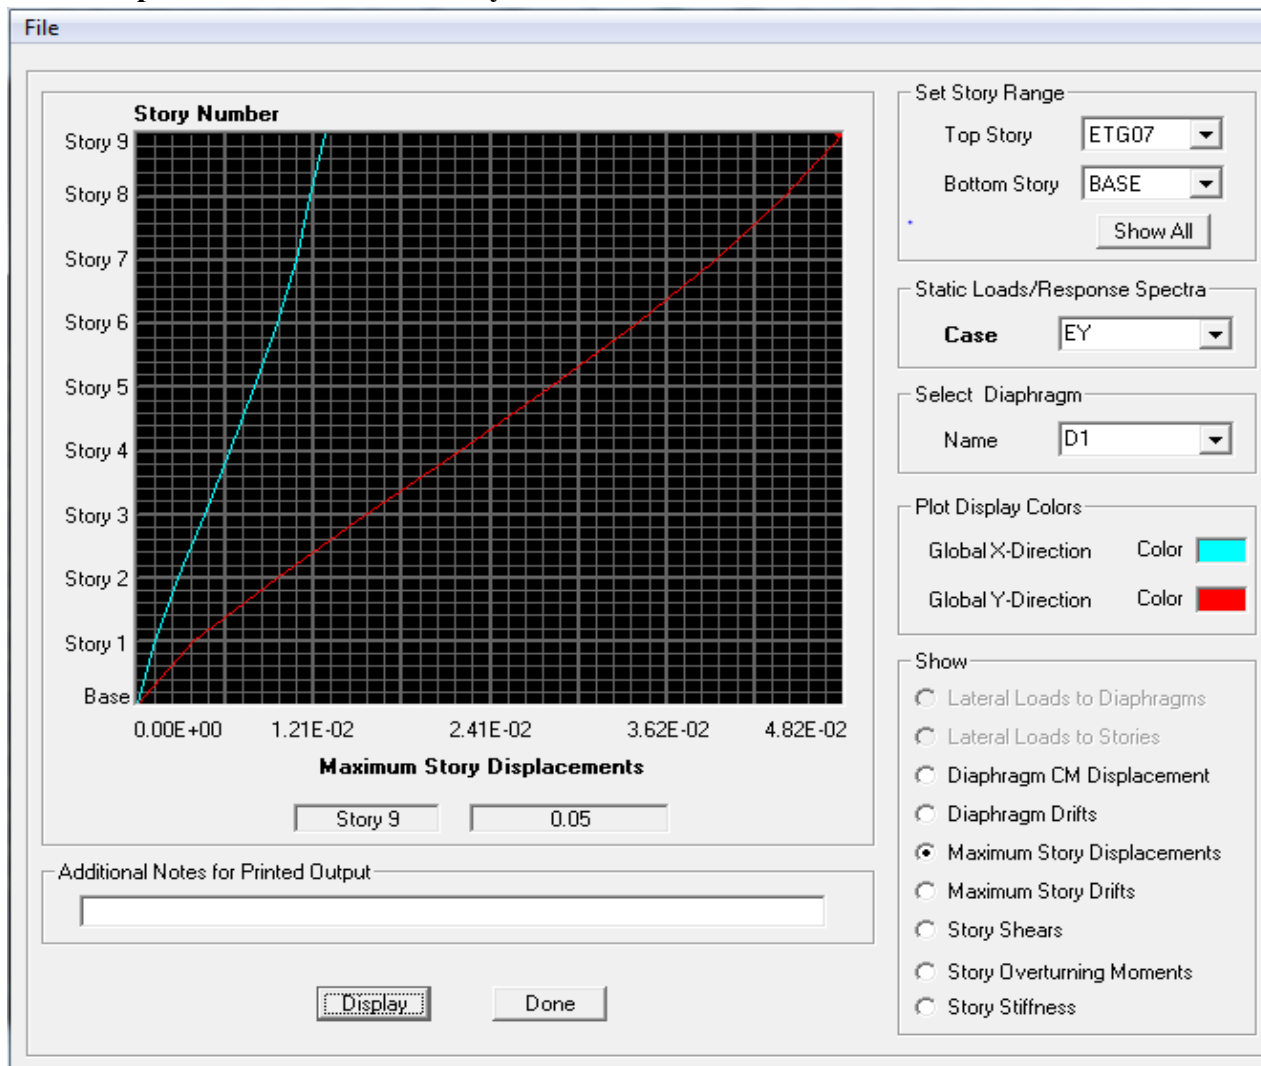 File
Story Number
Story 9
Story 8
Story 7
Story 6
Story 5
Story 4
Story 3
Story 2
Story 1
Base
0.00E+00 1.21E-02 2.41E-02 3.62E-02 4.82E-02
Maximum Story Displacements
Story 9 0.05
Additional Notes for Printed Output
Display Done
Set Story Range
Top Story ETG07
Bottom Story BASE
Show All
Static Loads/Response Spectra
Case EY
Select Diaphragm
Name D1
Plot Display Colors
Global X-Direction Color
Global Y-Direction Color
Show
Lateral Loads to Diaphragms
Lateral Loads to Stories
Diaphragm CM Displacement
Diaphragm Drifts
Maximum Story Displacements
Maximum Story Drifts
Story Shears
Story Overturning Moments
Story Stiffness